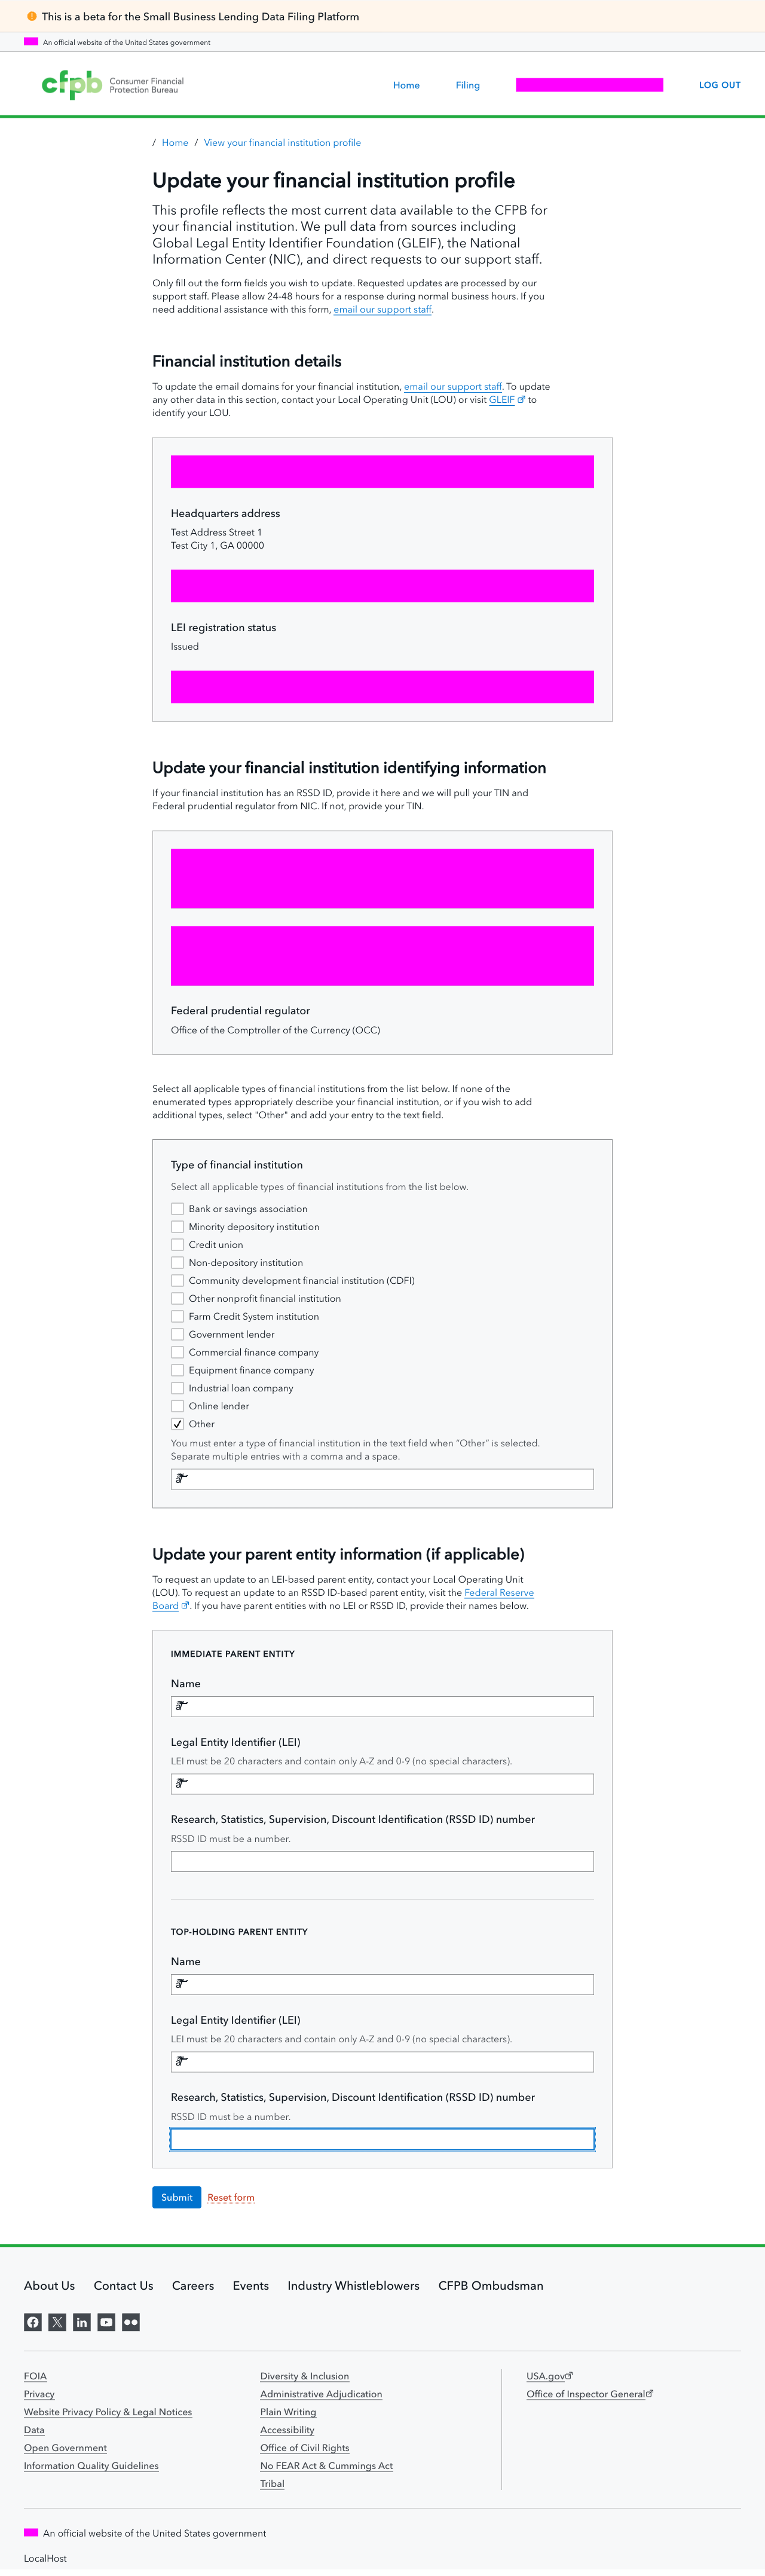 This is a beta for the Small Business Lending Data Filing Platform
An official website of the United States government
cfpb
Consumer Financial
Protection Bureau
Home
Filing
LOG OUT
/ Home / View your financial institution profile
Update your financial institution profile
This profile reflects the most current data available to the CFPB for
your financial institution. We pull data from sources including
Global Legal Entity Identifier Foundation (GLEIF), the National
Information Center (NIC), and direct requests to our support staff.
Only fill out the form fields you wish to update. Requested updates are processed by our
support staff. Please allow 24-48 hours for a response during normal business hours. If you
need additional assistance with this form, email our support staff.
Financial institution details
To update the email domains for your financial institution, email our support staff. To update
any other data in this section, contact your Local Operating Unit (LOU) or visit GLEIF to
identify your LOU.
Headquarters address
Test Address Street 1
Test City 1, GA 00000
LEI registration status
Issued
Update your financial institution identifying information
If your financial institution has an RSSD ID, provide it here and we will pull your TIN and
Federal prudential regulator from NIC. If not, provide your TIN.
Federal prudential regulator
Office of the Comptroller of the Currency (OCC)
Select all applicable types of financial institutions from the list below. If none of the
enumerated types appropriately describe your financial institution, or if you wish to add
additional types, select "Other" and add your entry to the text field.
Type of financial institution
Select all applicable types of financial institutions from the list below.
Bank or savings association
Minority depository institution
Credit union
Non-depository institution
Community development financial institution (CDFI)
Other nonprofit financial institution
Farm Credit System institution
Government lender
Commercial finance company
Equipment finance company
Industrial loan company
Online lender
Other
You must enter a type of financial institution in the text field when "Other" is selected.
Separate multiple entries with a comma and a space.
Update your parent entity information (if applicable)
To request an update to an LEI-based parent entity, contact your Local Operating Unit
(LOU). To request an update to an RSSD ID-based parent entity, visit the Federal Reserve
Board. If you have parent entities with no LEI or RSSD ID, provide their names below.
IMMEDIATE PARENT ENTITY
Name
Legal Entity Identifier (LEI)
LEI must be 20 characters and contain only A-Z and 0-9 (no special characters).
Research, Statistics, Supervision, Discount Identification (RSSD ID) number
RSSD ID must be a number.
TOP-HOLDING PARENT ENTITY
Name
Legal Entity Identifier (LEI)
LEI must be 20 characters and contain only A-Z and 0-9 (no special characters).
Research, Statistics, Supervision, Discount Identification (RSSD ID) number
RSSD ID must be a number.
Submit
Reset form
About Us
Contact Us
Careers
Events
Industry Whistleblowers
CFPB Ombudsman
FOIA
Privacy
Website Privacy Policy & Legal Notices
Data
Open Government
Information Quality Guidelines
Diversity & Inclusion
Administrative Adjudication
Plain Writing
Accessibility
Office of Civil Rights
No FEAR Act & Cummings Act
Tribal
USA.gov
Office of Inspector General
An official website of the United States government
LocalHost